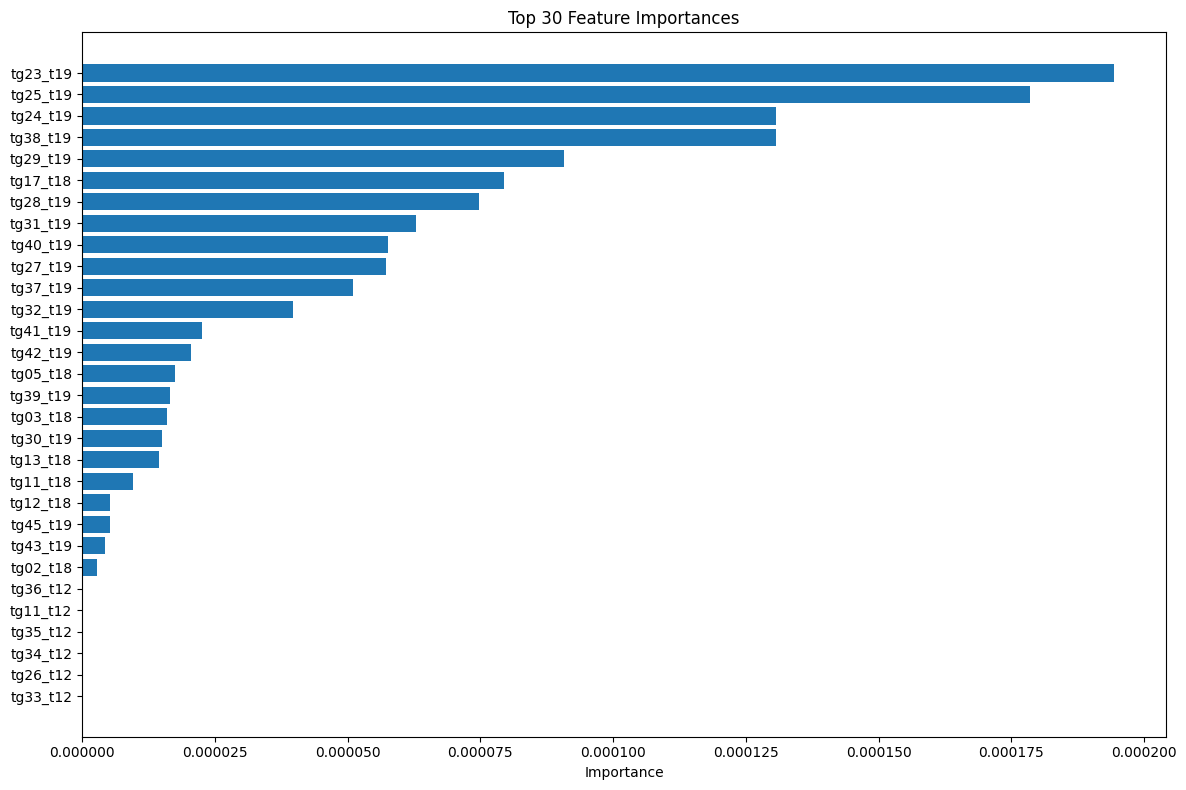 Top 30 Feature Importances
tg23_t19
tg25_t19
tg24_t19
tg38_t19
tg29_t19
tg17_t18
tg28_t19
tg31_t19
tg40_t19
tg27_t19
tg37_t19
tg32_t19
tg41_t19
tg42_t19
tg05_t18
tg39_t19
tg03_t18
tg30_t19
tg13_t18
tg11_t18
tg12_t18
tg45_t19
tg43_t19
tg02_t18
tg36_t12
tg11_t12
tg35_t12
tg34_t12
tg26_t12
tg33_t12
0.000000 0.000025 0.000050 0.000075 0.000100 0.000125 0.000150 0.000175 0.000200
Importance